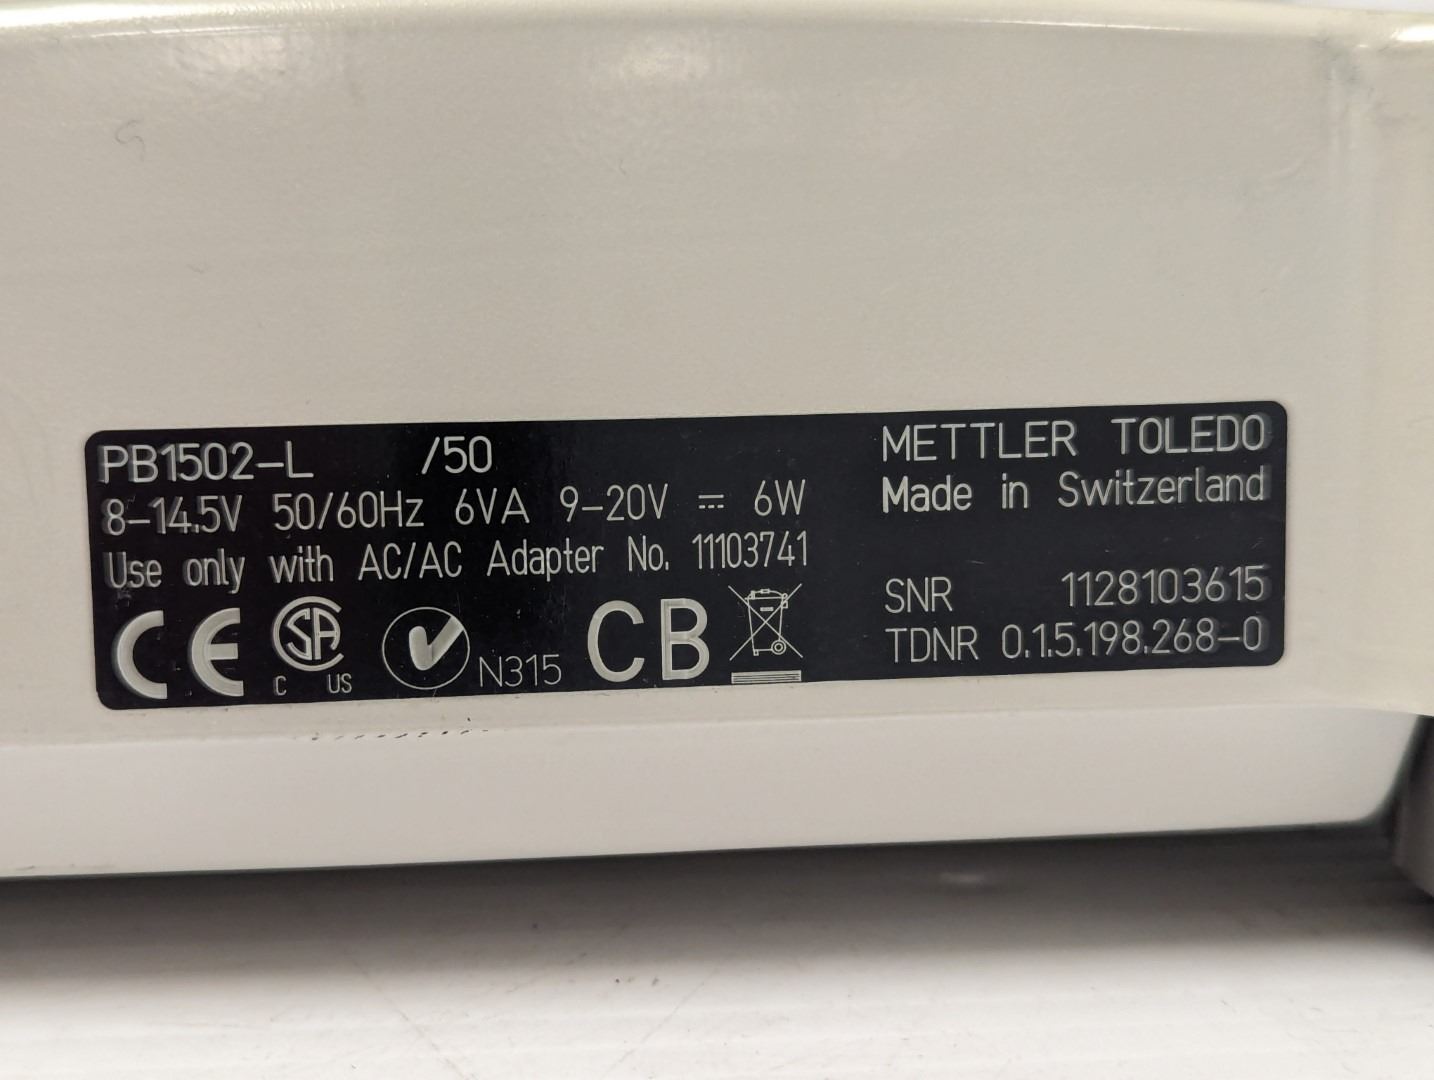 PB1502-L /50
8-14.5V 50/60Hz 6VA 9-20V ⎓ 6W
Use only with AC/AC Adapter No. 11103741
CE SA C US N315 CB
METTLER TOLEDO
Made in Switzerland
SNR 1128103615
TDNR 0.1.5.198.268-0